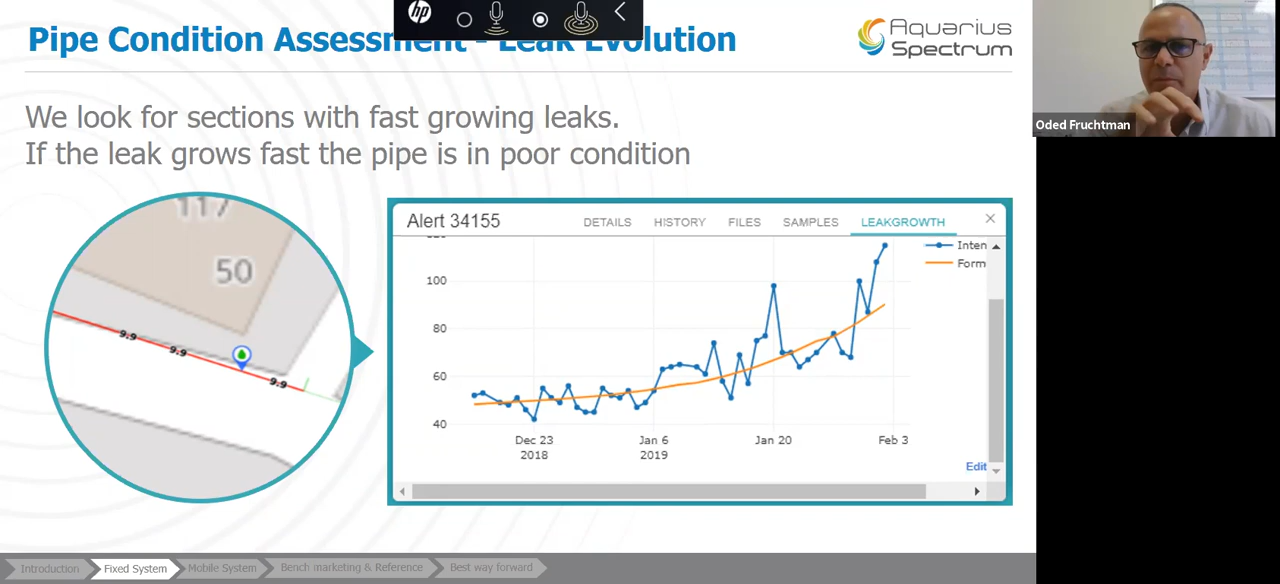 Pipe Condition Assessment - Leak Evolution
hp
Aquarius
Spectrum
Oded Fruchtman
We look for sections with fast growing leaks.
If the leak grows fast the pipe is in poor condition
117
50
9.9
9.9
9.9
Alert 34155
DETAILS
HISTORY
FILES
SAMPLES
LEAKGROWTH
Inten
Form
100
80
60
40
Dec 23
2018
Jan 6
2019
Jan 20
Feb 3
Edit
Introduction
Fixed System
Mobile System
Bench marketing & Reference
Best way forward